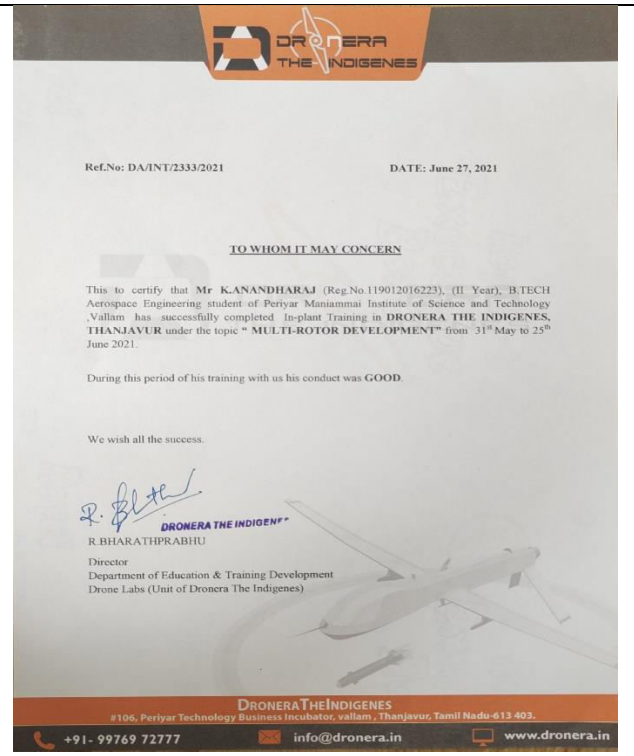 DRONERA
THE INDIGENES
Ref.No: DA/INT/2333/2021 DATE: June 27, 2021
TO WHOM IT MAY CONCERN
This to certify that Mr K.ANANDHARAJ (Reg.No.119012016223), (II Year), B.TECH
Aerospace Engineering student of Periyar Maniammai Institute of Science and Technology
,Vallam has successfully completed In-plant Training in DRONERA THE INDIGENES,
THANJAVUR under the topic “ MULTI-ROTOR DEVELOPMENT” from 31st May to 25th
June 2021.
During this period of his training with us his conduct was GOOD.
We wish all the success.
DRONERA THE INDIGENE
R.BHARATHPRABHU
Director
Department of Education & Training Development
Drone Labs (Unit of Dronera The Indigenes)
DRONERATHEINDIGENES
#106, Periyar Technology Business Incubator, vallam , Thanjavur, Tamil Nadu-613 403.
+91- 99769 72777 info@dronera.in www.dronera.in